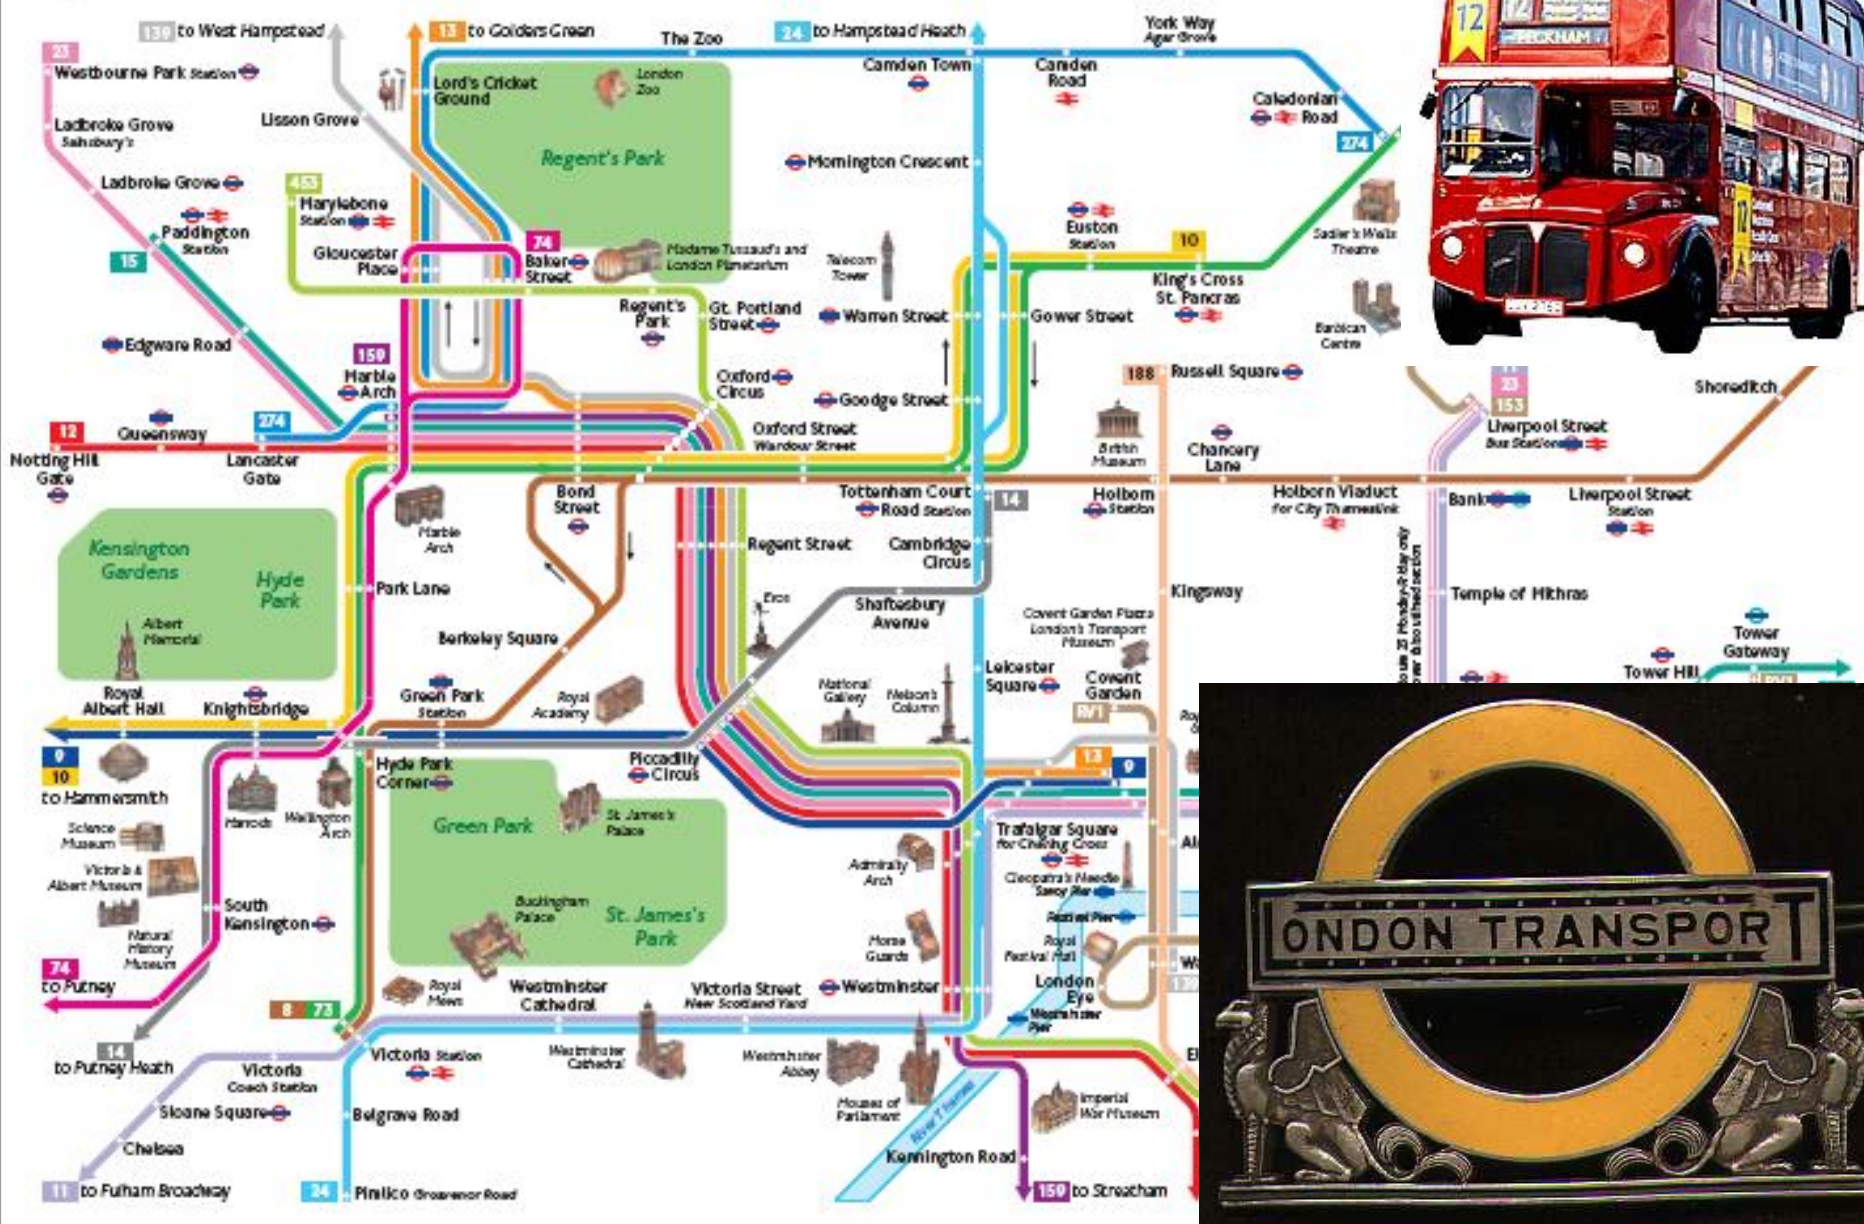 139 to West Hampstead
13 to Golders Green
24 to Hampstead Heath
York Way
Agar Grove
The Zoo
23
Westbourne Park Station
Camden Town
Camden
Road
Lord's Cricket
Ground
London
Zoo
Caledonian
Road
274
Lisson Grove
Ladbroke Grove
Sainsbury's
Regent's Park
Mornington Crescent
Ladbroke Grove
453
Marylebone
Station
Paddington
Station
15
Gloucester
Place
74
Baker
Street
Madame Tussaud's and
London Planetarium
Telecom
Tower
Euston
Station
10
King's Cross
St. Pancras
Sadler's Wells
Theatre
Regent's
Park
Gt. Portland
Street
Warren Street
Gower Street
Barbican
Centre
Edgware Road
159
Marble
Arch
Oxford
Circus
Goodge Street
188
Russell Square
23
153
Liverpool Street
Bus Station
Shoreditch
12
Queensway
274
Notting Hill
Gate
Lancaster
Gate
Oxford Street
Wardour Street
British
Museum
Chancery
Lane
Bond
Street
Tottenham Court
Road Station
14
Holborn
Station
Holborn Viaduct
for City Thameslink
Bank
Liverpool Street
Station
Marble
Arch
Kensington
Gardens
Hyde
Park
Regent Street
Cambridge
Circus
Park Lane
Albert
Memorial
Berkeley Square
Eros
Shaftesbury
Avenue
Kingsway
Temple of Mithras
Covent Garden Piazza
London's Transport
Museum
Tower
Gateway
Tower Hill
RV1
Royal
Albert Hall
Knightsbridge
Green Park
Station
Royal
Academy
National
Gallery
Nelson's
Column
Leicester
Square
Covent
Garden
RV1
9
10
to Hammersmith
Hyde Park
Corner
Piccadilly
Circus
13
9
Harrods
Wellington
Arch
Science
Museum
Victoria &
Albert Museum
Green Park
St. James's
Palace
Trafalgar Square
for Charing Cross
Admiralty
Arch
Cleopatra's Needle
Savoy Pier
Festival Pier
South
Kensington
Natural
History
Museum
Buckingham
Palace
St. James's
Park
Horse
Guards
Royal
Festival Hall
London
Eye
74
to Putney
Royal
Mews
Westminster
Cathedral
Victoria Street
New Scotland Yard
Westminster
Westminster
Pier
8 73
14
to Putney Heath
Victoria
Coach Station
Victoria Station
Westminster
Cathedral
Westminster
Abbey
Houses of
Parliament
River Thames
Imperial
War Museum
Sloane Square
Belgrave Road
Chelsea
Kennington Road
11 to Fulham Broadway
24 Pimlico Grosvenor Road
159 to Streatham
12
12
PECKHAM
12
LONDON TRANSPORT